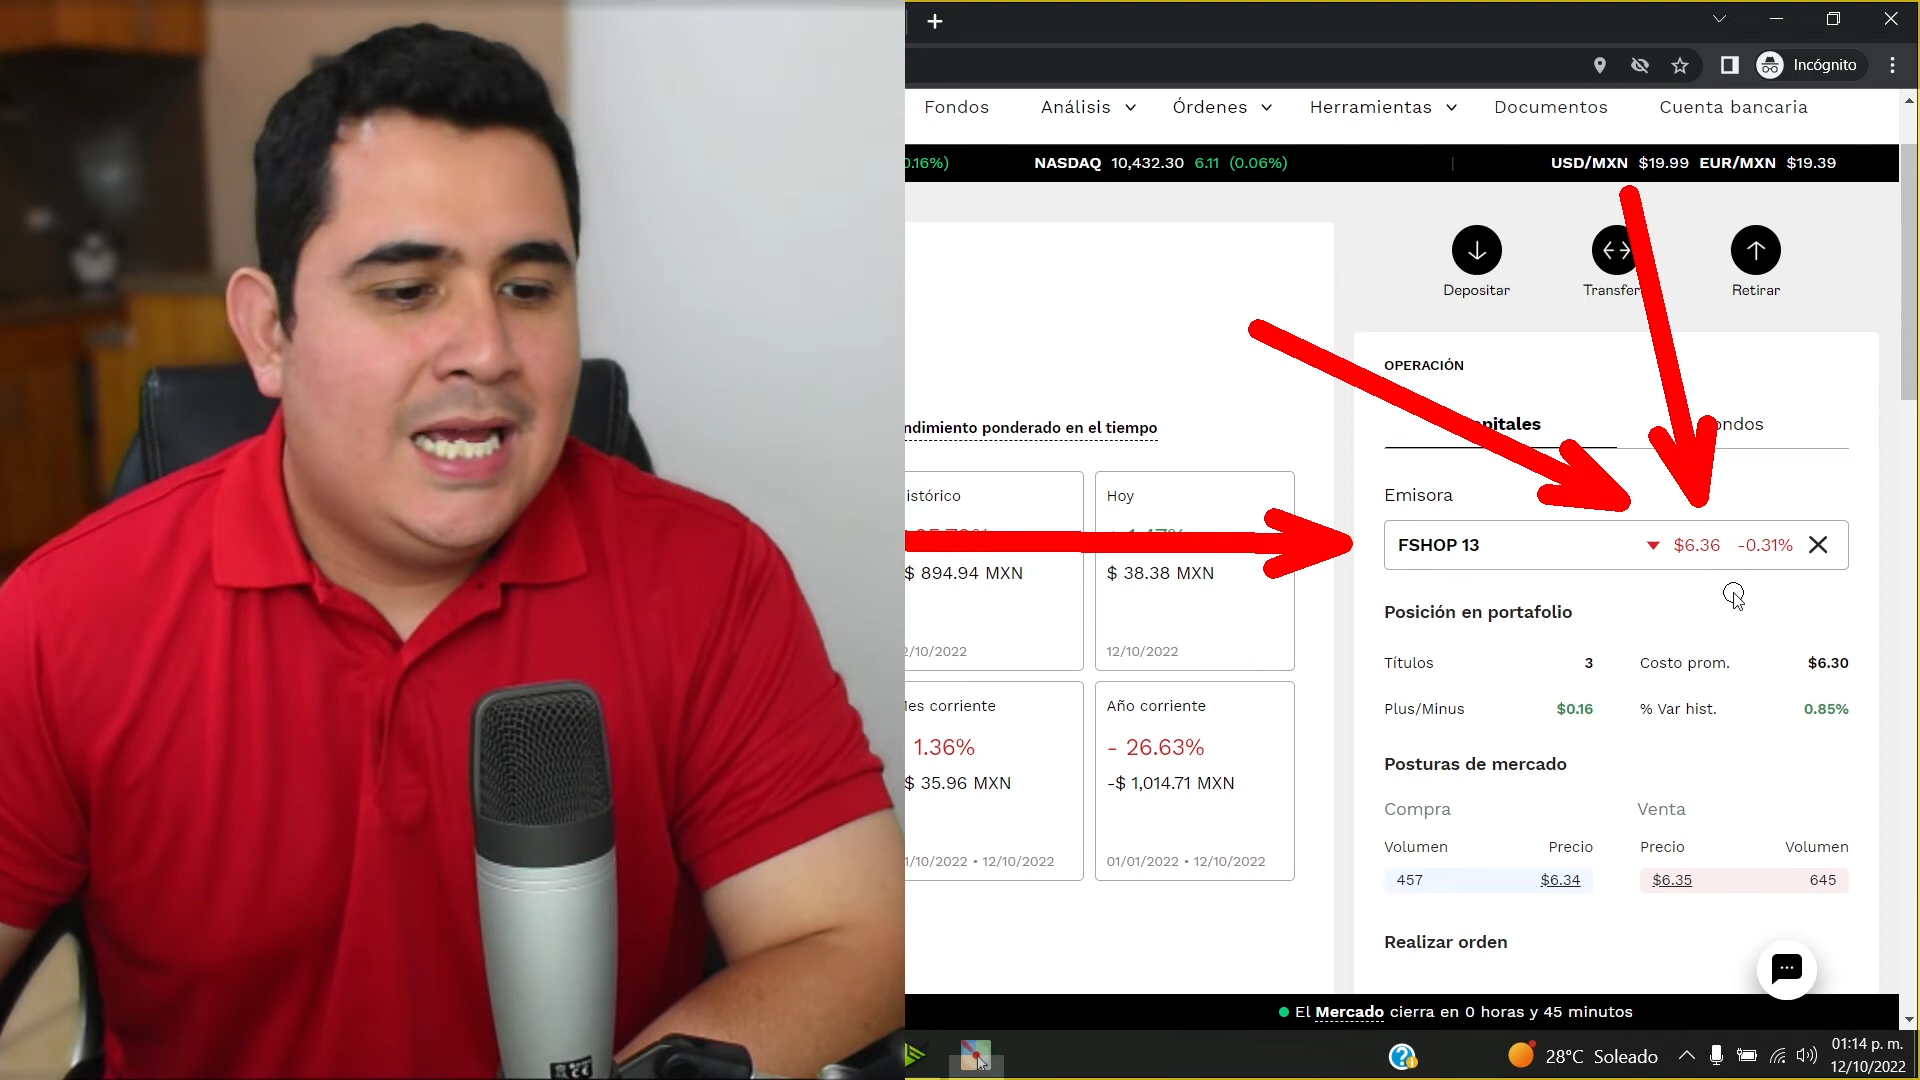 Incógnito
Fondos Análisis Órdenes Herramientas Documentos Cuenta bancaria
0.16%) NASDAQ 10,432.30 6.11 (0.06%) | USD/MXN $19.99 EUR/MXN $19.39
Depositar Transfer Retirar
OPERACIÓN
pitales ondos
ndimiento ponderado en el tiempo
istórico
$ 894.94 MXN
2/10/2022
Hoy
$ 38.38 MXN
12/10/2022
les corriente
1.36%
$ 35.96 MXN
1/10/2022 • 12/10/2022
Año corriente
- 26.63%
-$ 1,014.71 MXN
01/01/2022 • 12/10/2022
Emisora
FSHOP 13 $6.36 -0.31%
Posición en portafolio
Títulos 3 Costo prom. $6.30
Plus/Minus $0.16 % Var hist. 0.85%
Posturas de mercado
Compra Venta
Volumen Precio Precio Volumen
457 $6.34 $6.35 645
Realizar orden
El Mercado cierra en 0 horas y 45 minutos
28°C Soleado
01:14 p. m.
12/10/2022